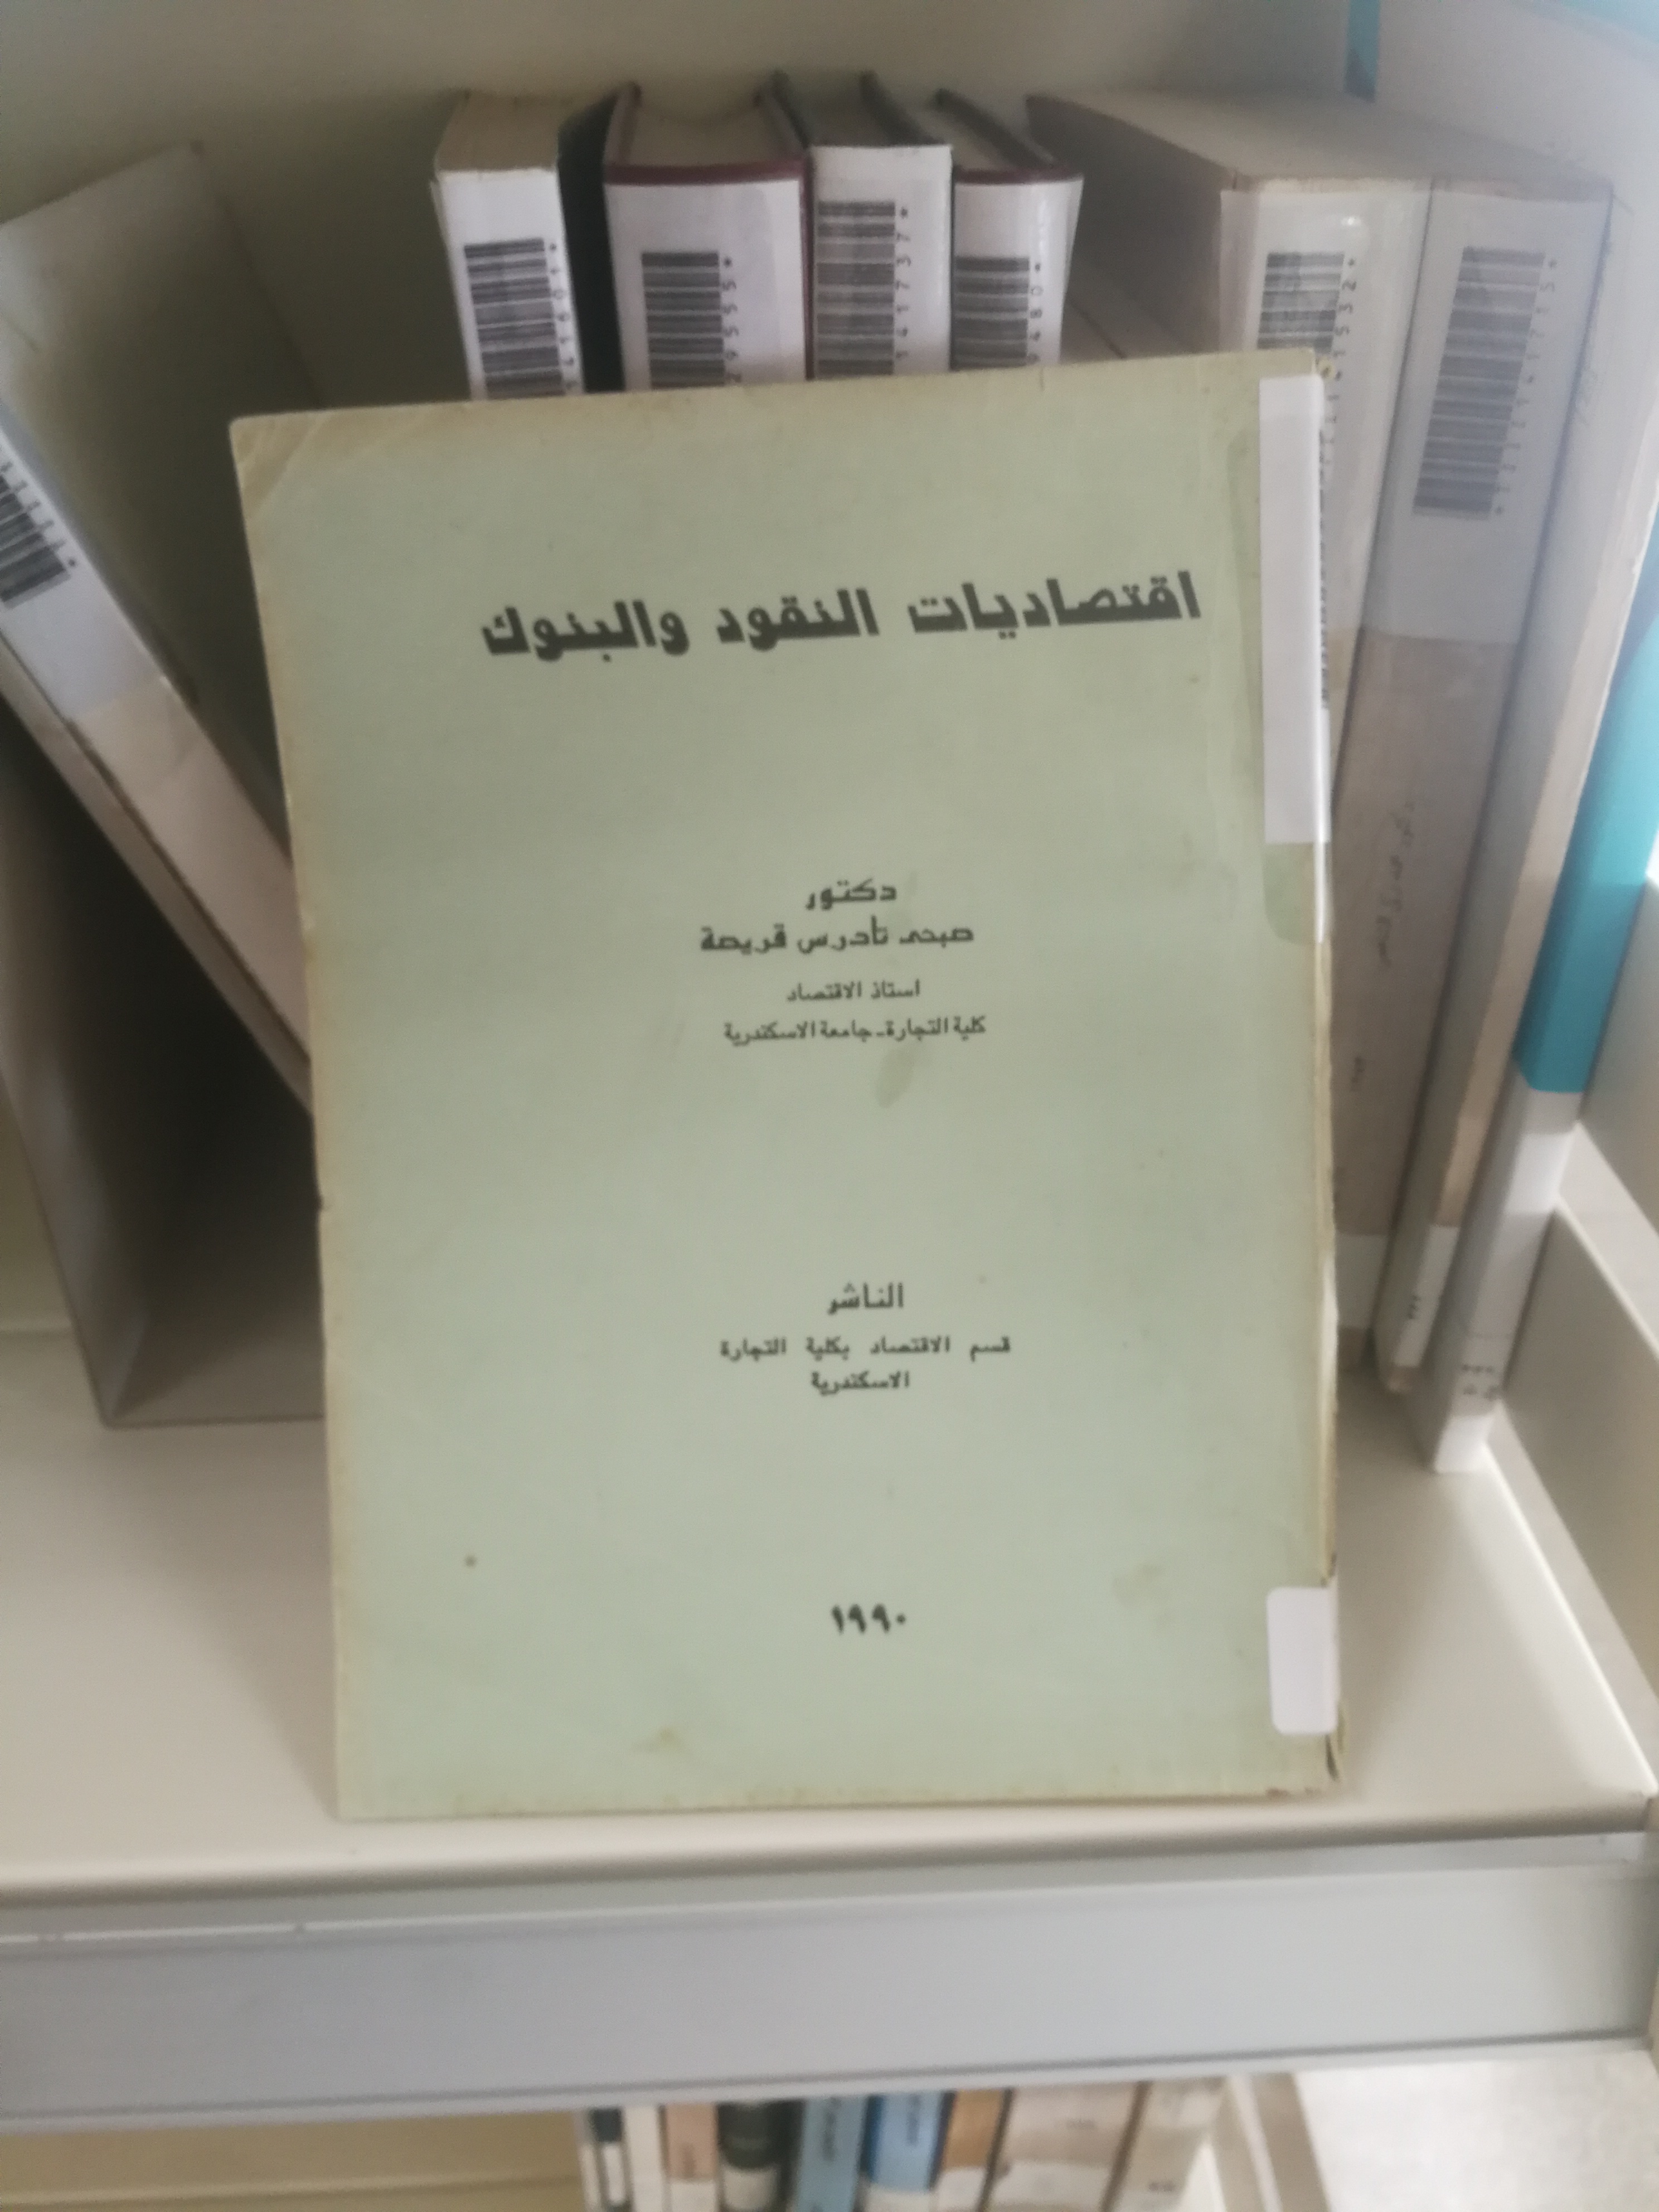 اقتصاديات النقود والبنوك
دكتور
صبحى تأدرس قريصة
استاذ الاقتصاد
كلية التجارة - جامعة الاسكندرية
الناشر
قسم الاقتصاد بكلية التجارة
الاسكندرية
١٩٩٠